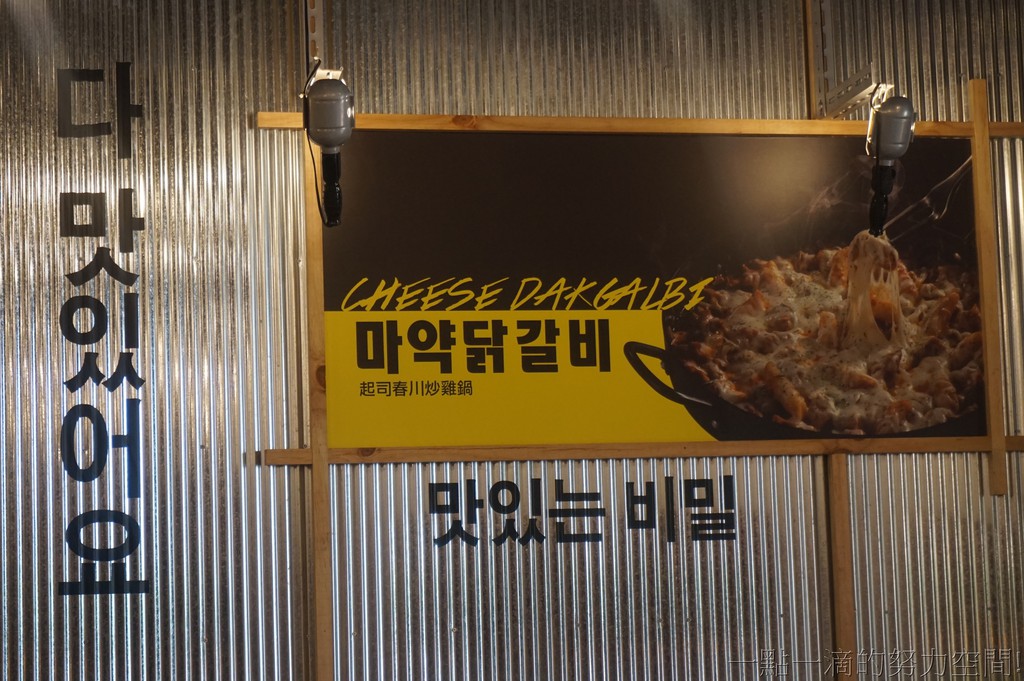 다 맛있어요
CHEESE DAKGALBI
마약닭갈비
起司春川炒雞鍋
맛있는 비밀
一點一滴的努力空間!